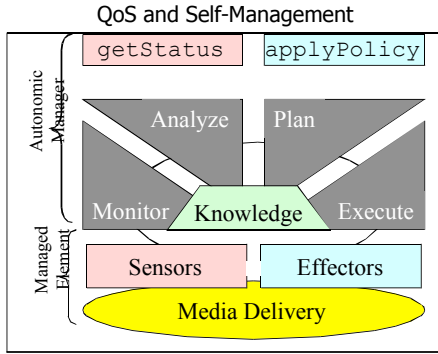 QoS and Self-Management
getStatus
applyPolicy
Autonomic
Manager
Analyze
Plan
Monitor
Knowledge
Execute
Managed
Element
Sensors
Effectors
Media Delivery